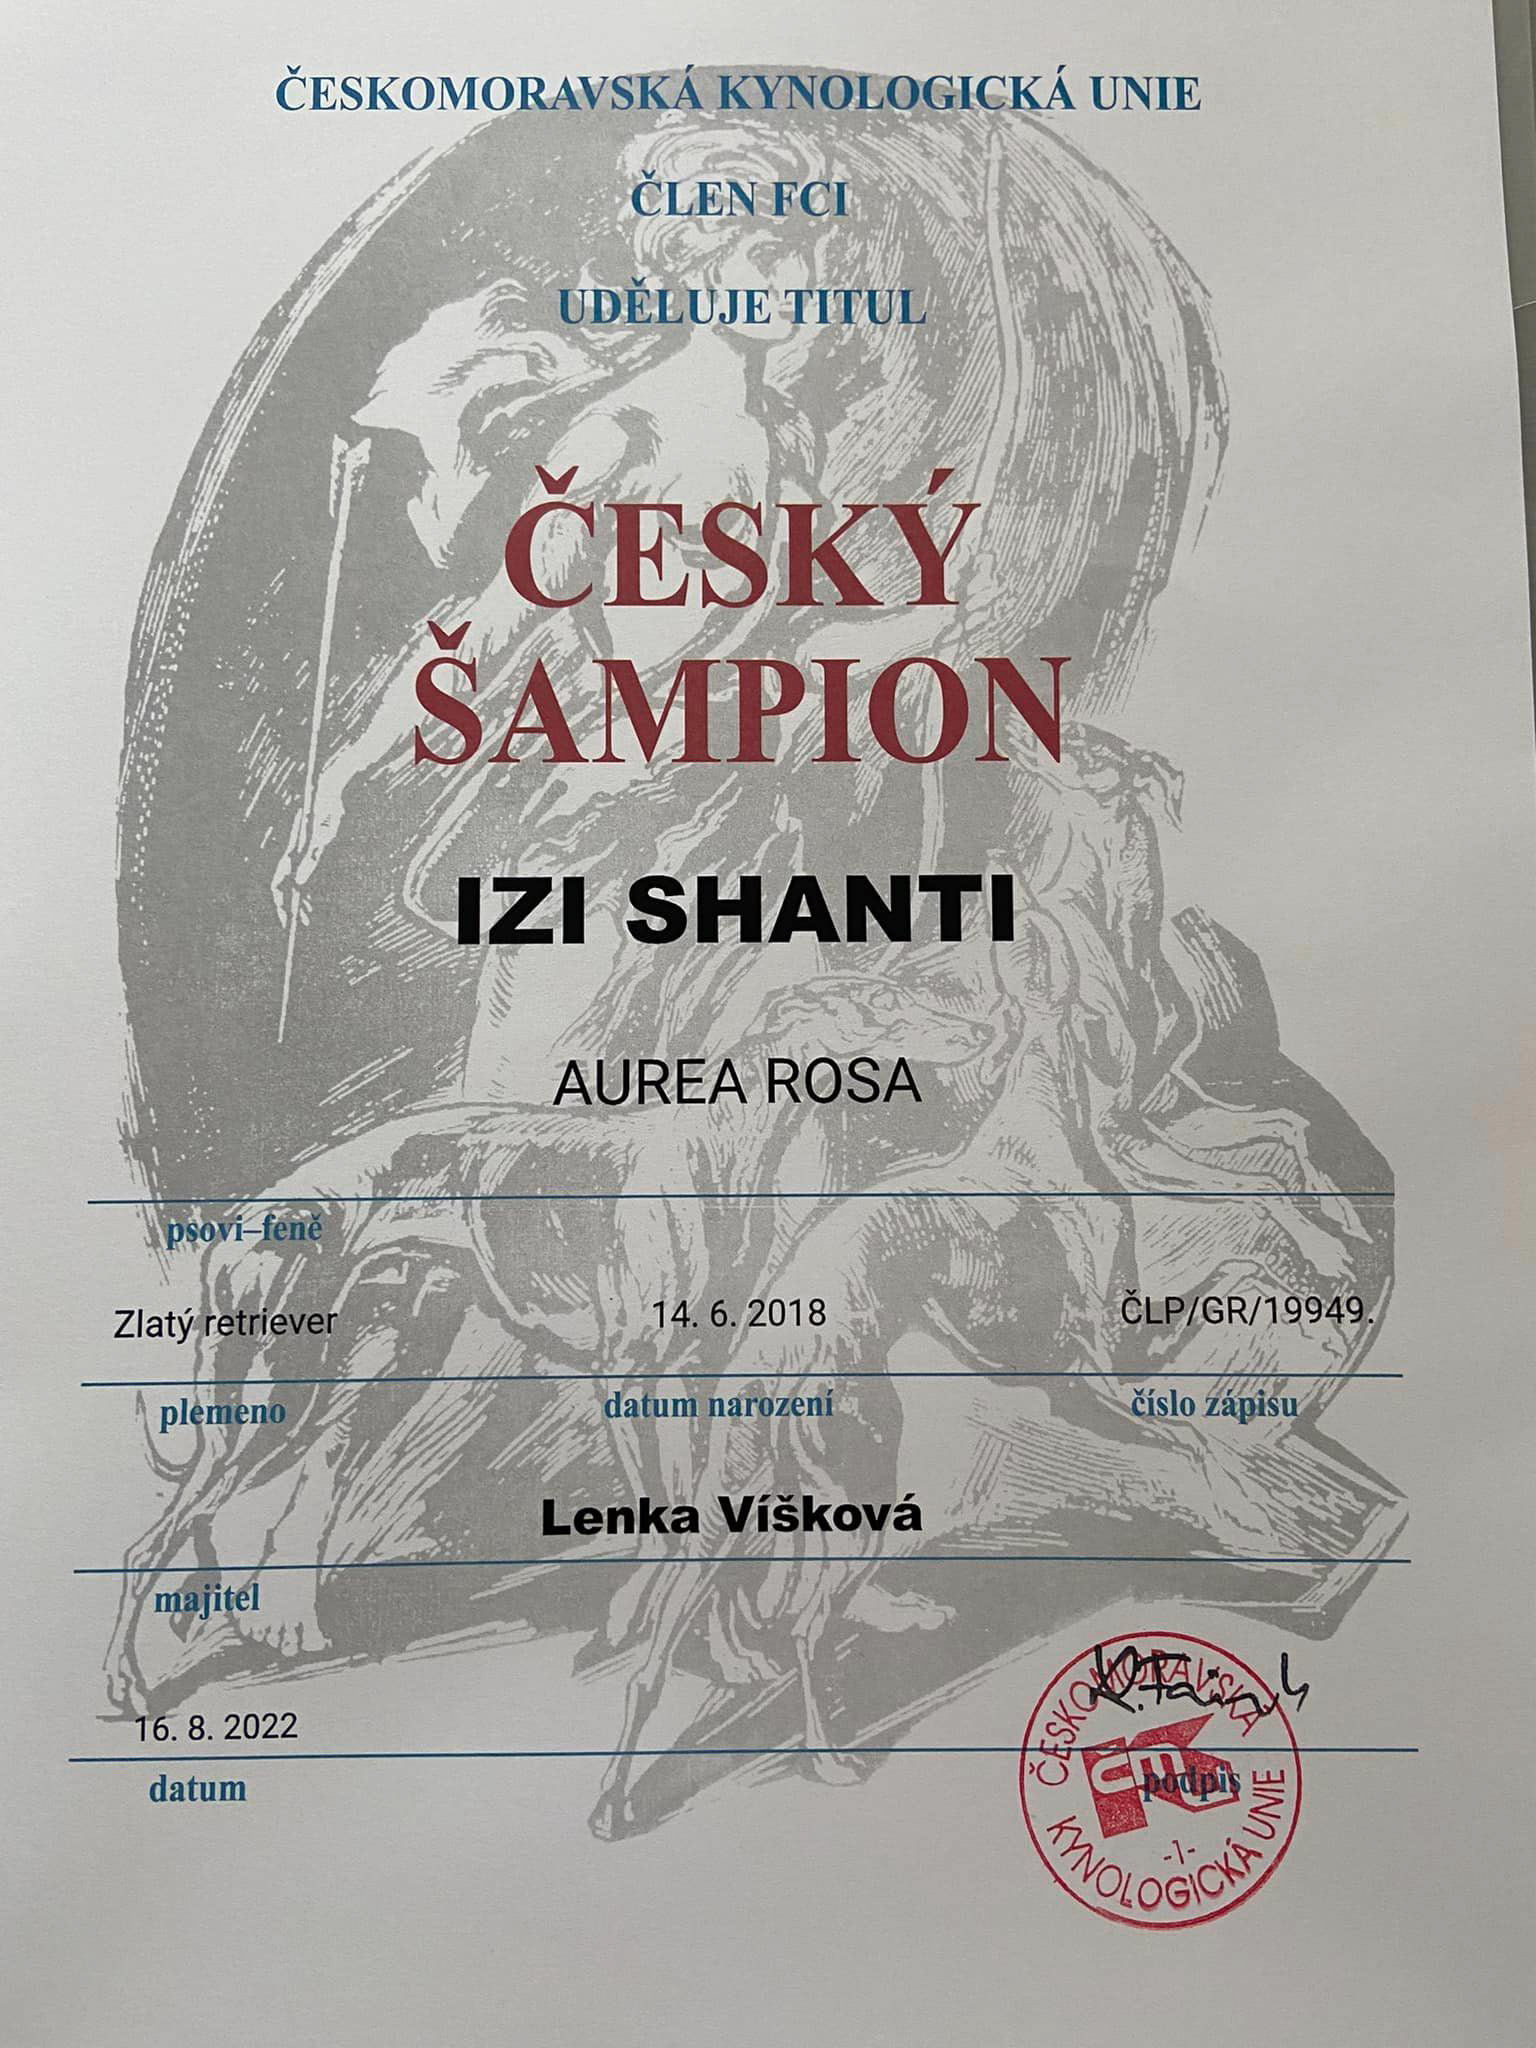 ČESKOMORAVSKÁ KYNOLOGICKÁ UNIE
ČLEN FCI
UDĚLUJE TITUL
ČESKÝ
ŠAMPION
IZI SHANTI
AUREA ROSA
psovi–feně
Zlatý retriever 14. 6. 2018 ČLP/GR/19949.
plemeno datum narození číslo zápisu
Lenka Víšková
majitel
16. 8. 2022
datum podpis
ČESKOMORAVSKÁ
ČMKU
-1-
KYNOLOGICKÁ UNIE